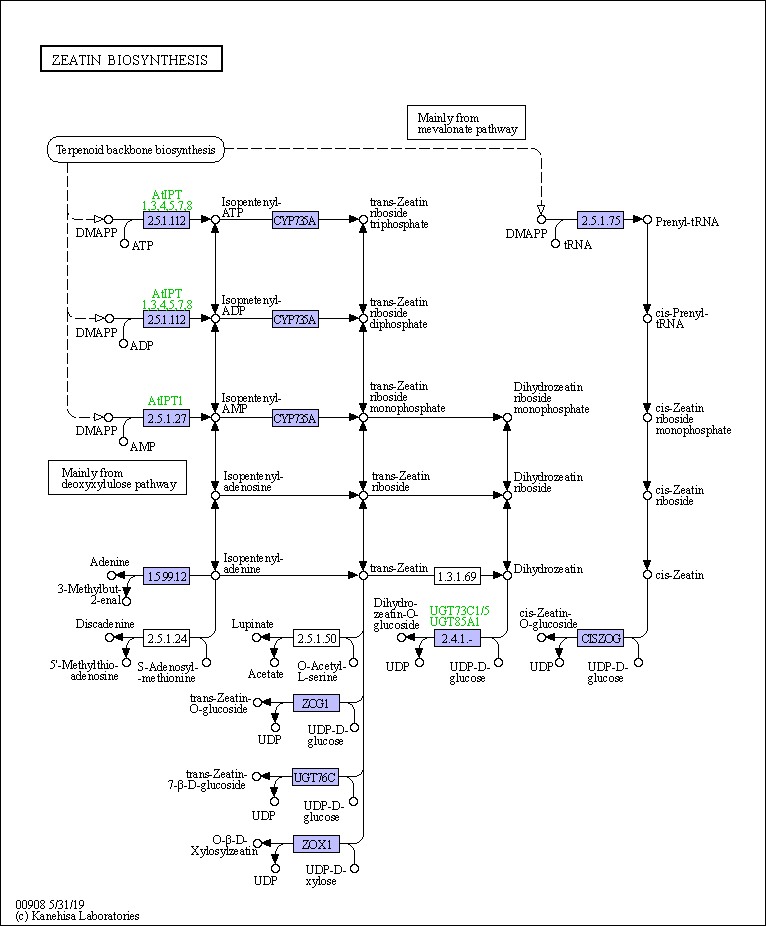 ZEATIN BIOSYNTHESIS
Mainly from
mevalonate pathway
Terpenoid backbone biosynthesis
AtIPT
1,3,4,5,7,8
2.5.1.112
DMAPP
ATP
Isopentenyl-
ATP
CYP735A
trans-Zeatin
riboside
triphosphate
DMAPP
tRNA
2.5.1.75
Prenyl-tRNA
AtIPT
1,3,4,5,7,8
2.5.1.112
DMAPP
ADP
Isopnetenyl-
ADP
CYP735A
trans-Zeatin
riboside
diphosphate
cis-Prenyl-
tRNA
AtIPT1
2.5.1.27
DMAPP
AMP
Isopentenyl-
AMP
CYP735A
trans-Zeatin
riboside
monophosphate
Dihydrozeatin
riboside
monophosphate
cis-Zeatin
riboside
monophosphate
Mainly from
deoxyxylulose pathway
Isopentenyl-
adenosine
trans-Zeatin
riboside
Dihydrozeatin
riboside
cis-Zeatin
riboside
Adenine
1.5.99.12
3-Methylbut-
2-enal
Isopentenyl-
adenine
trans-Zeatin
1.3.1.69
Dihydrozeatin
cis-Zeatin
Discadenine
2.5.1.24
5'-Methylthio-
adenosine
S-Adenosyl-
-methionine
Lupinate
2.5.1.50
Acetate
O-Acetyl-
L-serine
Dihydro-
zeatin-O-
glucoside
UGT73C1/5
UGT85A1
2.4.1.-
UDP
UDP-D-
glucose
cis-Zeatin-
O-glucoside
CISZOG
UDP
UDP-D-
glucose
trans-Zeatin-
O-glucoside
ZOG1
UDP
UDP-D-
glucose
trans-Zeatin-
7-β-D-glucoside
UGT76C
UDP
UDP-D-
glucose
O-β-D-
Xylosylzeatin
ZOX1
UDP
UDP-D-
xylose
00908 5/31/19
(c) Kanehisa Laboratories